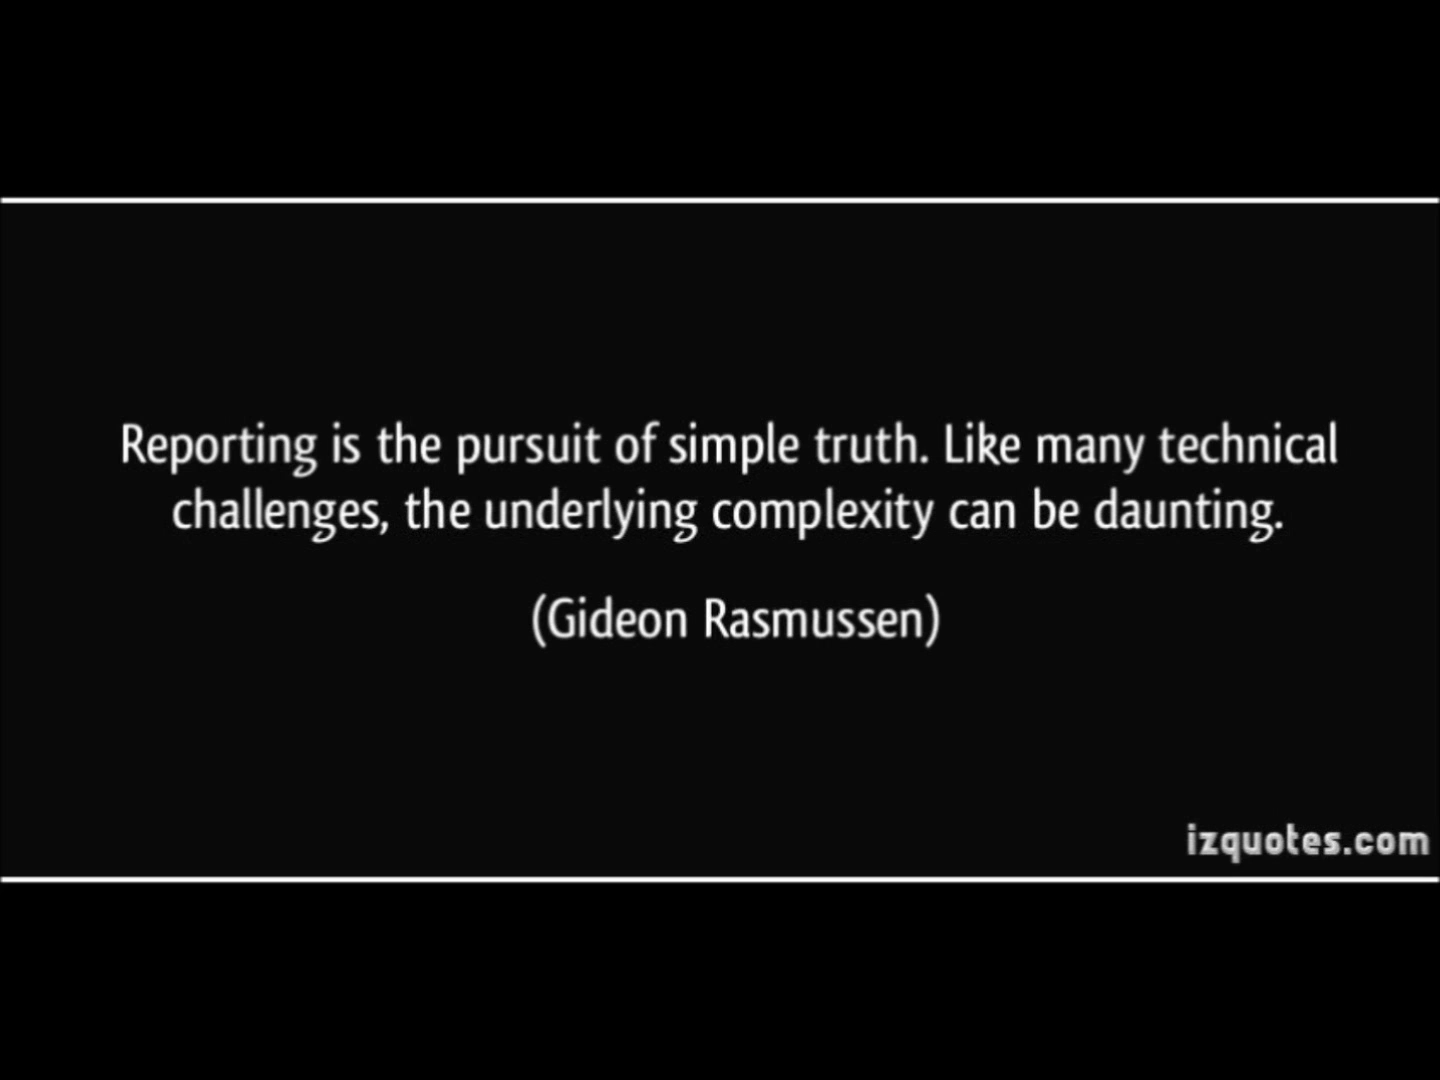 Reporting is the pursuit of simple truth. Like many technical
challenges, the underlying complexity can be daunting.
(Gideon Rasmussen)
izquotes.com